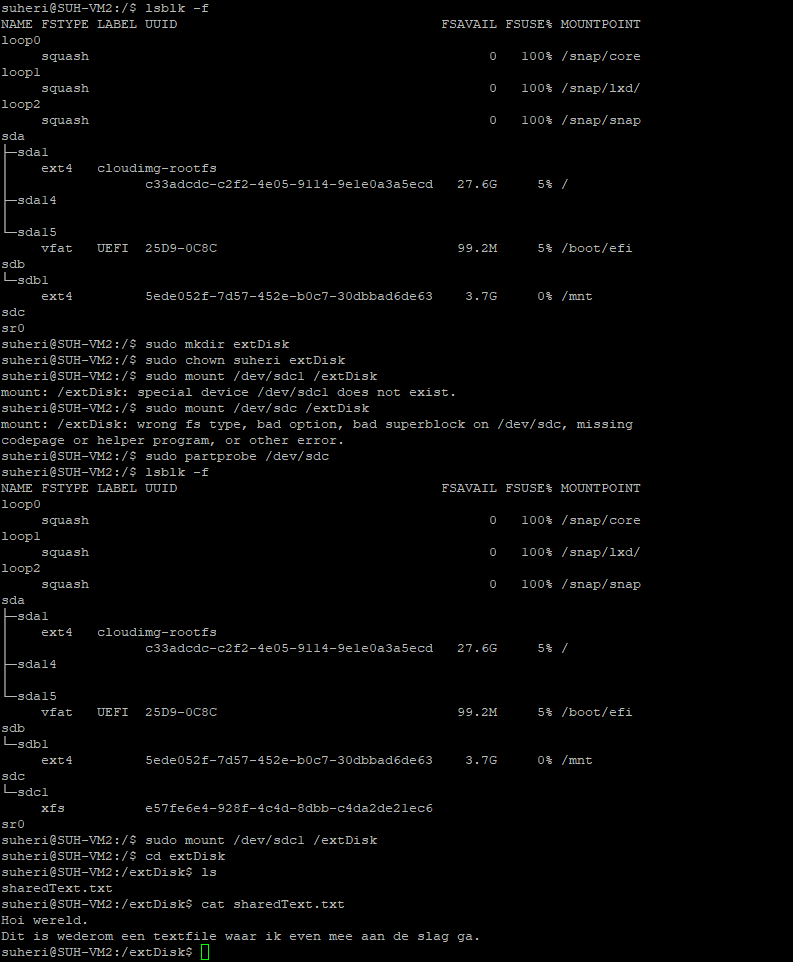 suheri@SUH-VM2:/$ lsblk -f
NAME FSTYPE LABEL UUID                                 FSAVAIL FSUSE% MOUNTPOINT
loop0
     squash                                                  0   100% /snap/core
loop1
     squash                                                  0   100% /snap/lxd/
loop2
     squash                                                  0   100% /snap/snap
sda
├─sda1
│    ext4   cloudimg-rootfs
│                 c33adcdc-c2f2-4e05-9114-9e1e0a3a5ecd   27.6G     5% /
├─sda14
│
└─sda15
     vfat   UEFI  25D9-0C8C                              99.2M     5% /boot/efi
sdb
└─sdb1
     ext4         5ede052f-7d57-452e-b0c7-30dbbad6de63    3.7G     0% /mnt
sdc
sr0
suheri@SUH-VM2:/$ sudo mkdir extDisk
suheri@SUH-VM2:/$ sudo chown suheri extDisk
suheri@SUH-VM2:/$ sudo mount /dev/sdc1 /extDisk
mount: /extDisk: special device /dev/sdc1 does not exist.
suheri@SUH-VM2:/$ sudo mount /dev/sdc /extDisk
mount: /extDisk: wrong fs type, bad option, bad superblock on /dev/sdc, missing
codepage or helper program, or other error.
suheri@SUH-VM2:/$ sudo partprobe /dev/sdc
suheri@SUH-VM2:/$ lsblk -f
NAME FSTYPE LABEL UUID                                 FSAVAIL FSUSE% MOUNTPOINT
loop0
     squash                                                  0   100% /snap/core
loop1
     squash                                                  0   100% /snap/lxd/
loop2
     squash                                                  0   100% /snap/snap
sda
├─sda1
│    ext4   cloudimg-rootfs
│                 c33adcdc-c2f2-4e05-9114-9e1e0a3a5ecd   27.6G     5% /
├─sda14
│
└─sda15
     vfat   UEFI  25D9-0C8C                              99.2M     5% /boot/efi
sdb
└─sdb1
     ext4         5ede052f-7d57-452e-b0c7-30dbbad6de63    3.7G     0% /mnt
sdc
└─sdc1
     xfs          e57fe6e4-928f-4c4d-8dbb-c4da2de21ec6
sr0
suheri@SUH-VM2:/$ sudo mount /dev/sdc1 /extDisk
suheri@SUH-VM2:/$ cd extDisk
suheri@SUH-VM2:/extDisk$ ls
sharedText.txt
suheri@SUH-VM2:/extDisk$ cat sharedText.txt
Hoi wereld.
Dit is wederom een textfile waar ik even mee aan de slag ga.
suheri@SUH-VM2:/extDisk$